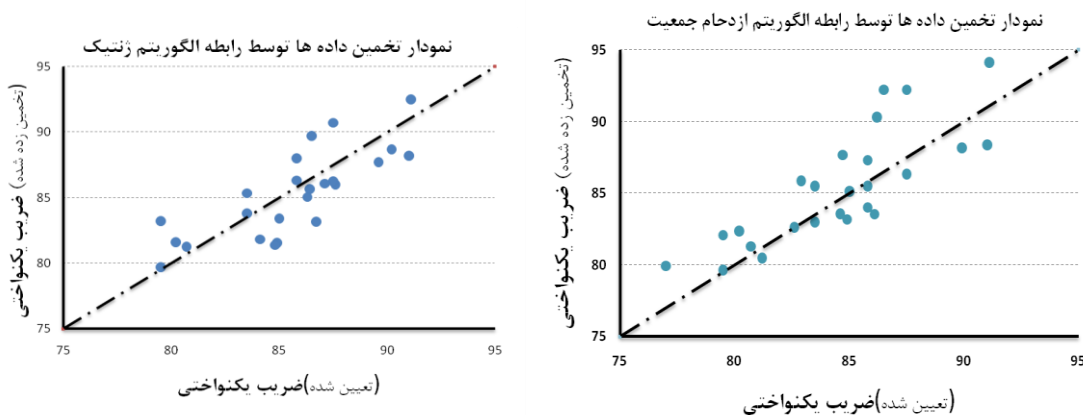 نمودار تخمین داده ها توسط رابطه الگوریتم ژنتیک
95
90
85
80
75
75 80 85 90 95
ضریب یکنواختی (تخمین زده شده)
ضریب یکنواختی(تعیین شده)
نمودار تخمین داده ها توسط رابطه الگوریتم ازدحام جمعیت
95
90
85
80
75
75 80 85 90 95
ضریب یکنواختی (تخمین زده شده)
ضریب یکنواختی(تعیین شده)